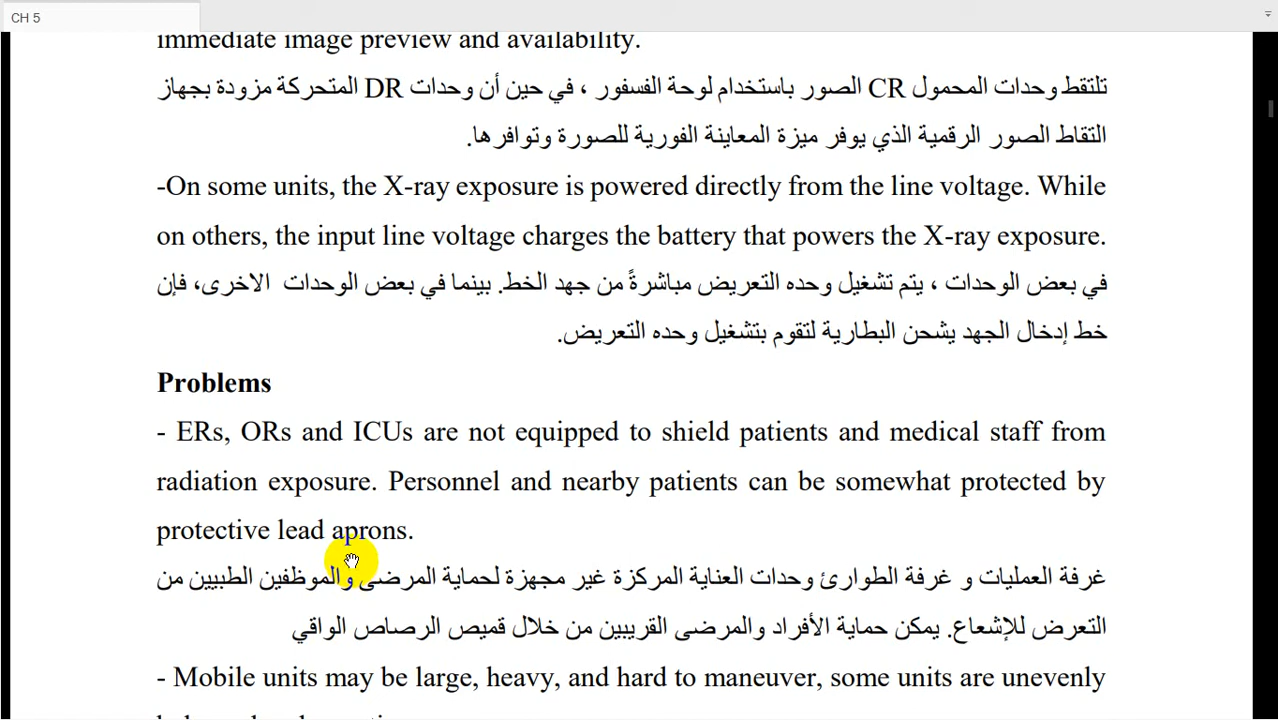 CH 5
immediate image preview and availability.
تلتقط وحدات المحمول CR الصور باستخدام لوحة الفسفور ، في حين أن وحدات DR المتحركة مزودة بجهاز
التقاط الصور الرقمية الذي يوفر ميزة المعاينة الفورية للصورة وتوافرها.
-On some units, the X-ray exposure is powered directly from the line voltage. While
on others, the input line voltage charges the battery that powers the X-ray exposure.
في بعض الوحدات ، يتم تشغيل وحده التعريض مباشرةً من جهد الخط. بينما في بعض الوحدات الاخرى، فإن
خط إدخال الجهد يشحن البطارية لتقوم بتشغيل وحده التعريض.
Problems
- ERs, ORs and ICUs are not equipped to shield patients and medical staff from
radiation exposure. Personnel and nearby patients can be somewhat protected by
protective lead aprons.
غرفة العمليات و غرفة الطوارئ وحدات العناية المركزة غير مجهزة لحماية المرضى والموظفين الطبيين من
التعرض للإشعاع. يمكن حماية الأفراد والمرضى القريبين من خلال قميص الرصاص الواقي
- Mobile units may be large, heavy, and hard to maneuver, some units are unevenly